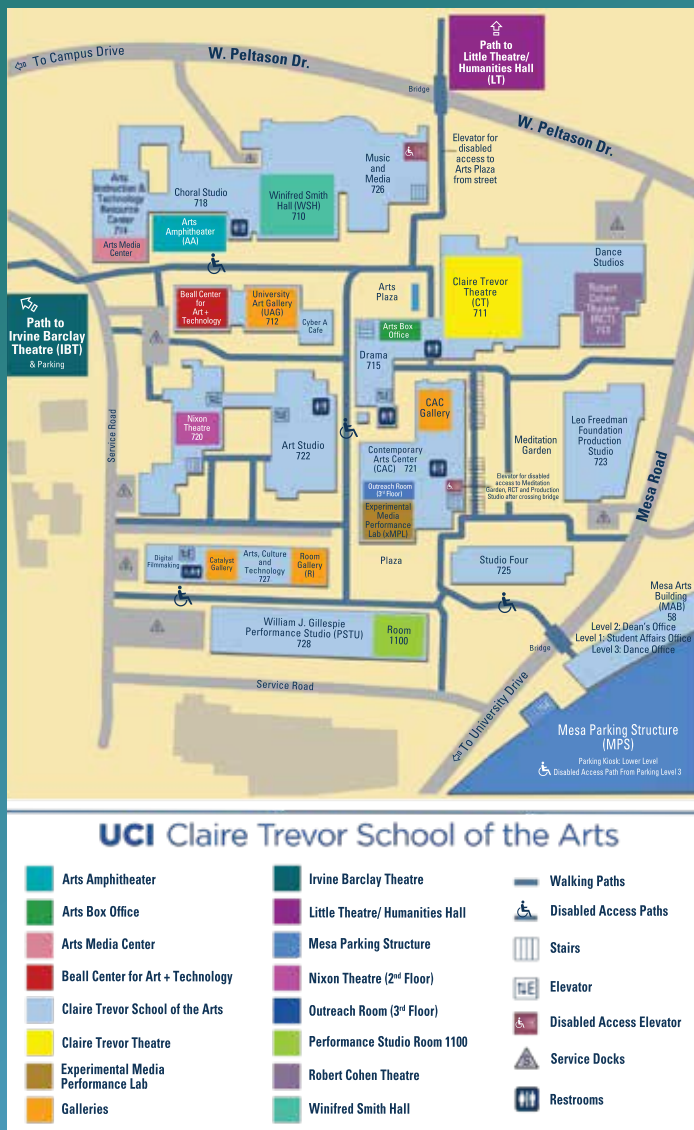 Path to
Little Theatre/
Humanities Hall
(LT)
To Campus Drive
W. Peltason Dr.
Bridge
W. Peltason Dr.
Elevator for
disabled
access to
Arts Plaza
from street
Music
and
Media
726
Arts
Instruction &
Technology
Resource
Center
714
Choral Studio
718
Winifred Smith
Hall (WSH)
710
Arts
Amphitheater
(AA)
Arts Media
Center
Dance
Studios
Claire Trevor
Theatre
(CT)
711
Robert
Cohen
Theatre
(RCT)
Arts
Plaza
Beall Center
for
Art +
Technology
University
Art Gallery
(UAG)
712
Cyber A
Cafe
Path to
Irvine Barclay
Theatre (IBT)
& Parking
Arts Box
Office
Drama
715
Service Road
Nixon
Theatre
720
Art Studio
722
CAC
Gallery
Contemporary
Arts Center
(CAC) 721
Outreach Room
(3rd Floor)
Experimental
Media
Performance
Lab (xMPL)
Meditation
Garden
Leo Freedman
Foundation
Production
Studio
723
Elevator for disabled
access to Meditation
Garden, RCT and Production
Studio after crossing bridge
Mesa Road
Digital
Filmmaking
Catalyst
Gallery
Arts, Culture
and
Technology
727
Room
Gallery
(R)
Plaza
Studio Four
725
Mesa Arts
Building
(MAB)
58
Level 2: Dean's Office
Level 1: Student Affairs Office
Level 3: Dance Office
William J. Gillespie
Performance Studio (PSTU)
728
Room
1100
Bridge
Service Road
To University Drive
Mesa Parking Structure
(MPS)
Parking Kiosk: Lower Level
Disabled Access Path From Parking Level 3
UCI Claire Trevor School of the Arts
Arts Amphitheater
Arts Box Office
Arts Media Center
Beall Center for Art + Technology
Claire Trevor School of the Arts
Claire Trevor Theatre
Experimental Media
Performance Lab
Galleries
Irvine Barclay Theatre
Little Theatre/ Humanities Hall
Mesa Parking Structure
Nixon Theatre (2nd Floor)
Outreach Room (3rd Floor)
Performance Studio Room 1100
Robert Cohen Theatre
Winifred Smith Hall
Walking Paths
Disabled Access Paths
Stairs
E
Elevator
Disabled Access Elevator
S
Service Docks
Restrooms